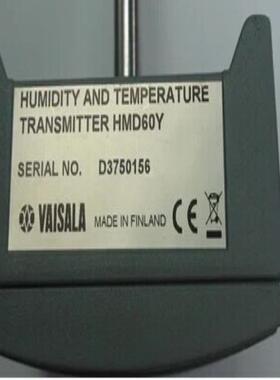 HUMIDITY AND TEMPERATURE
TRANSMITTER HMD60Y
SERIAL NO. D3750156
VAISALA MADE IN FINLAND CE